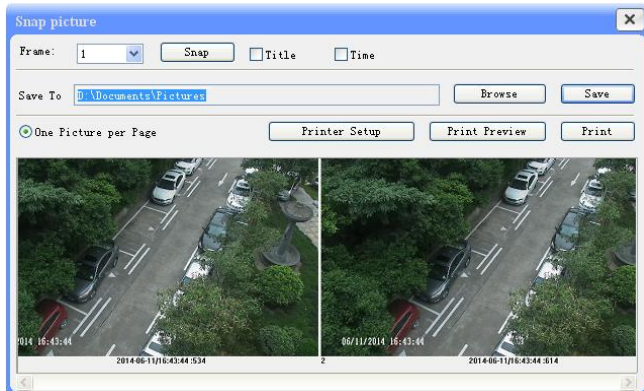 Snap picture
Frame: 1 Snap Title Time
Save To D:\Documents\Pictures Browse Save
One Picture per Page Printer Setup Print Preview Print
2014 16:43:44 06/11/2014 16:43:44
2014-06-11/16:43:44 :534 2 2014-06-11/16:43:44 :614